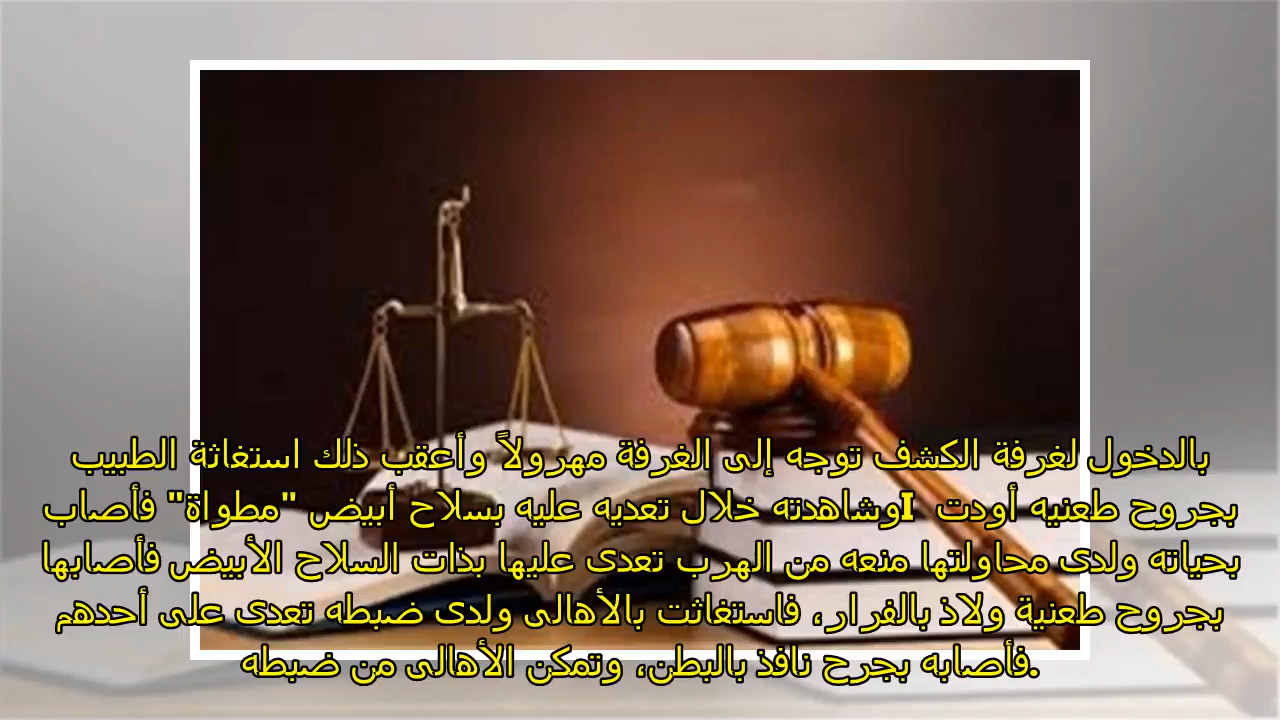 بالدخول لغرفة الكشف توجه إلى الغرفة مهرولاً وأعقب ذلك استغاثة الطبيب
وشاهدته خلال تعديه عليه بسلاح أبيض "مطواة" فأصابI بجروح طعنيه أودت
بحياته ولدى محاولتها منعه من الهرب تعدى عليها بذات السلاح الأبيض فأصابها
بجروح طعنية ولاذ بالفرار، فاستغاثت بالأهالى ولدى ضبطه تعدى على أحدهم
فأصابه بجرح نافذ بالبطن، وتمكن الأهالى من ضبطه.